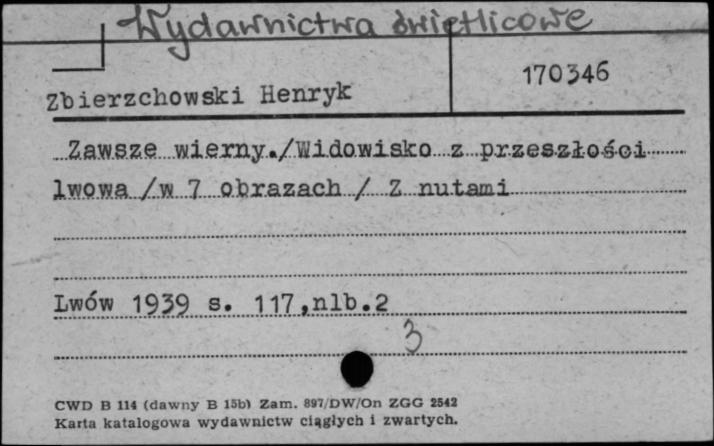 Wydawnictwa świetlicowe
170346
Zbierzchowski Henryk
Zawsze wierny./Widowisko z przeszłości
lwowa /w 7 obrazach / Z nutami
Lwów 1939 s. 117,nlb.2
3
CWD B 114 (dawny B 15b) Zam. 897/DW/On ZGG 2542
Karta katalogowa wydawnictw ciągłych i zwartych.